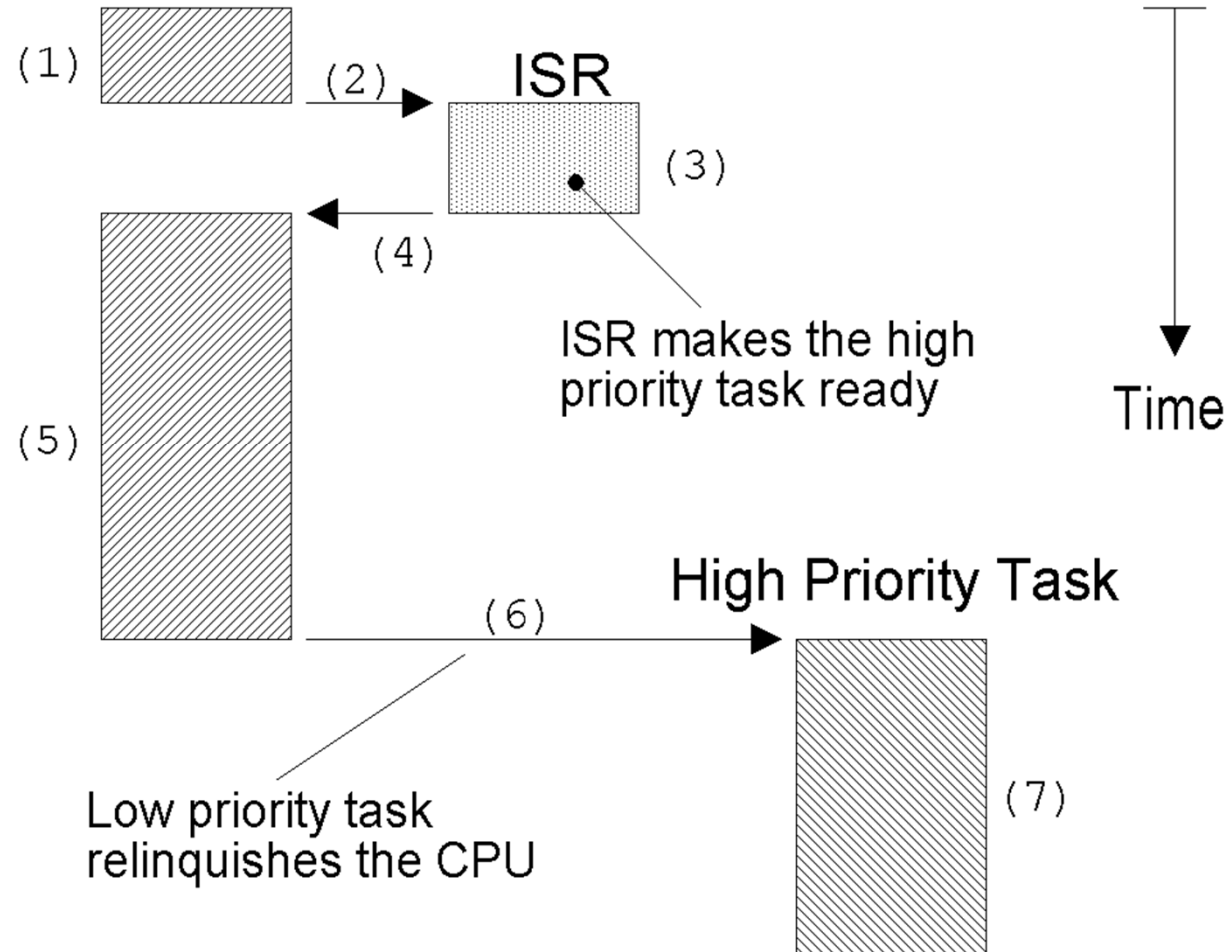 (1)
(2)
ISR
(3)
(4)
ISR makes the high
priority task ready
Time
(5)
High Priority Task
(6)
Low priority task
relinquishes the CPU
(7)